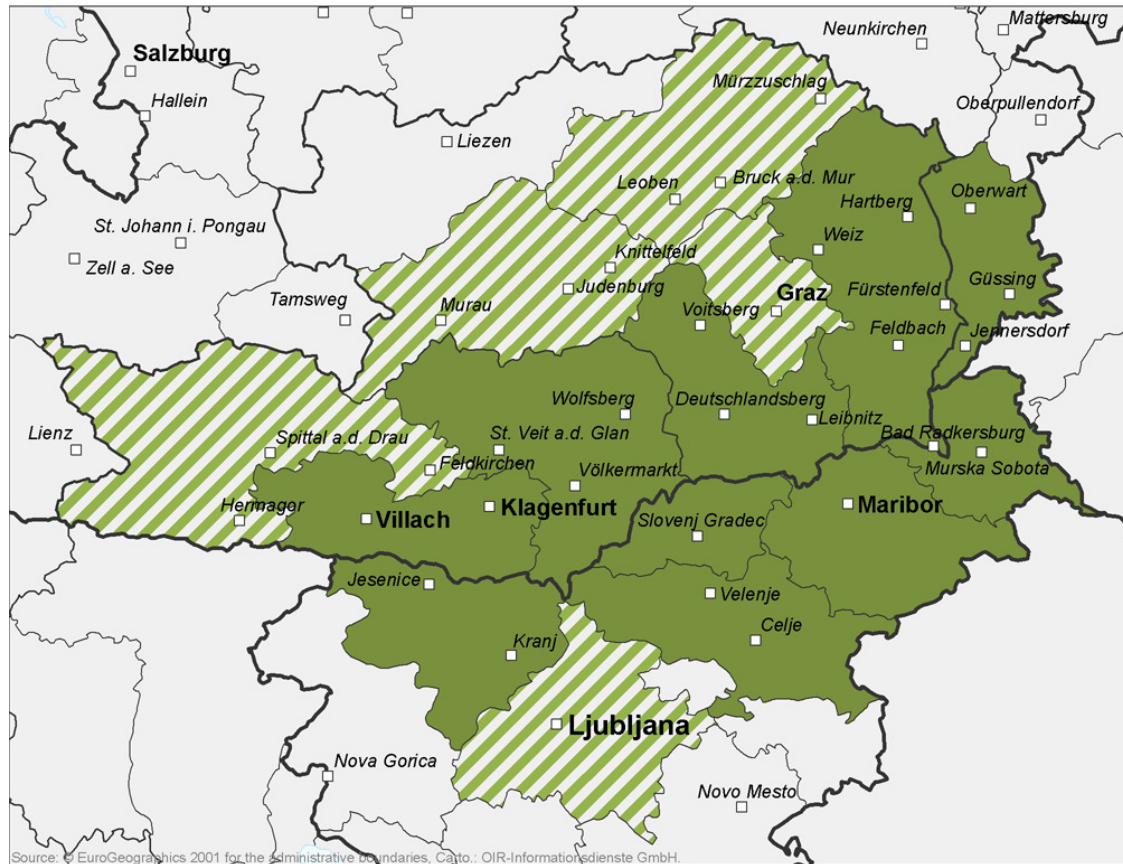 Mattersburg
Neunkirchen
Salzburg
Mürzzuschlag
Hallein
Oberpullendorf
Liezen
Bruck a.d. Mur
Leoben
Oberwart
Hartberg
St. Johann i. Pongau
Weiz
Knittelfeld
Zell a. See
Güssing
Judenburg
Graz
Fürstenfeld
Tamsweg
Murau
Voitsberg
Feldbach
Jennersdorf
Wolfsberg
Deutschlandsberg
Leibnitz
Lienz
St. Veit a.d. Glan
Bad Radkersburg
Spittal a.d. Drau
Feldkirchen
Völkermarkt
Murska Sobota
Hermagor
Klagenfurt
Maribor
Villach
Slovenj Gradec
Jesenice
Velenje
Celje
Kranj
Ljubljana
Nova Gorica
Novo Mesto
Source: © EuroGeographics 2001 for the administrative boundaries, Carto.: OIR-Informationsdienste GmbH.